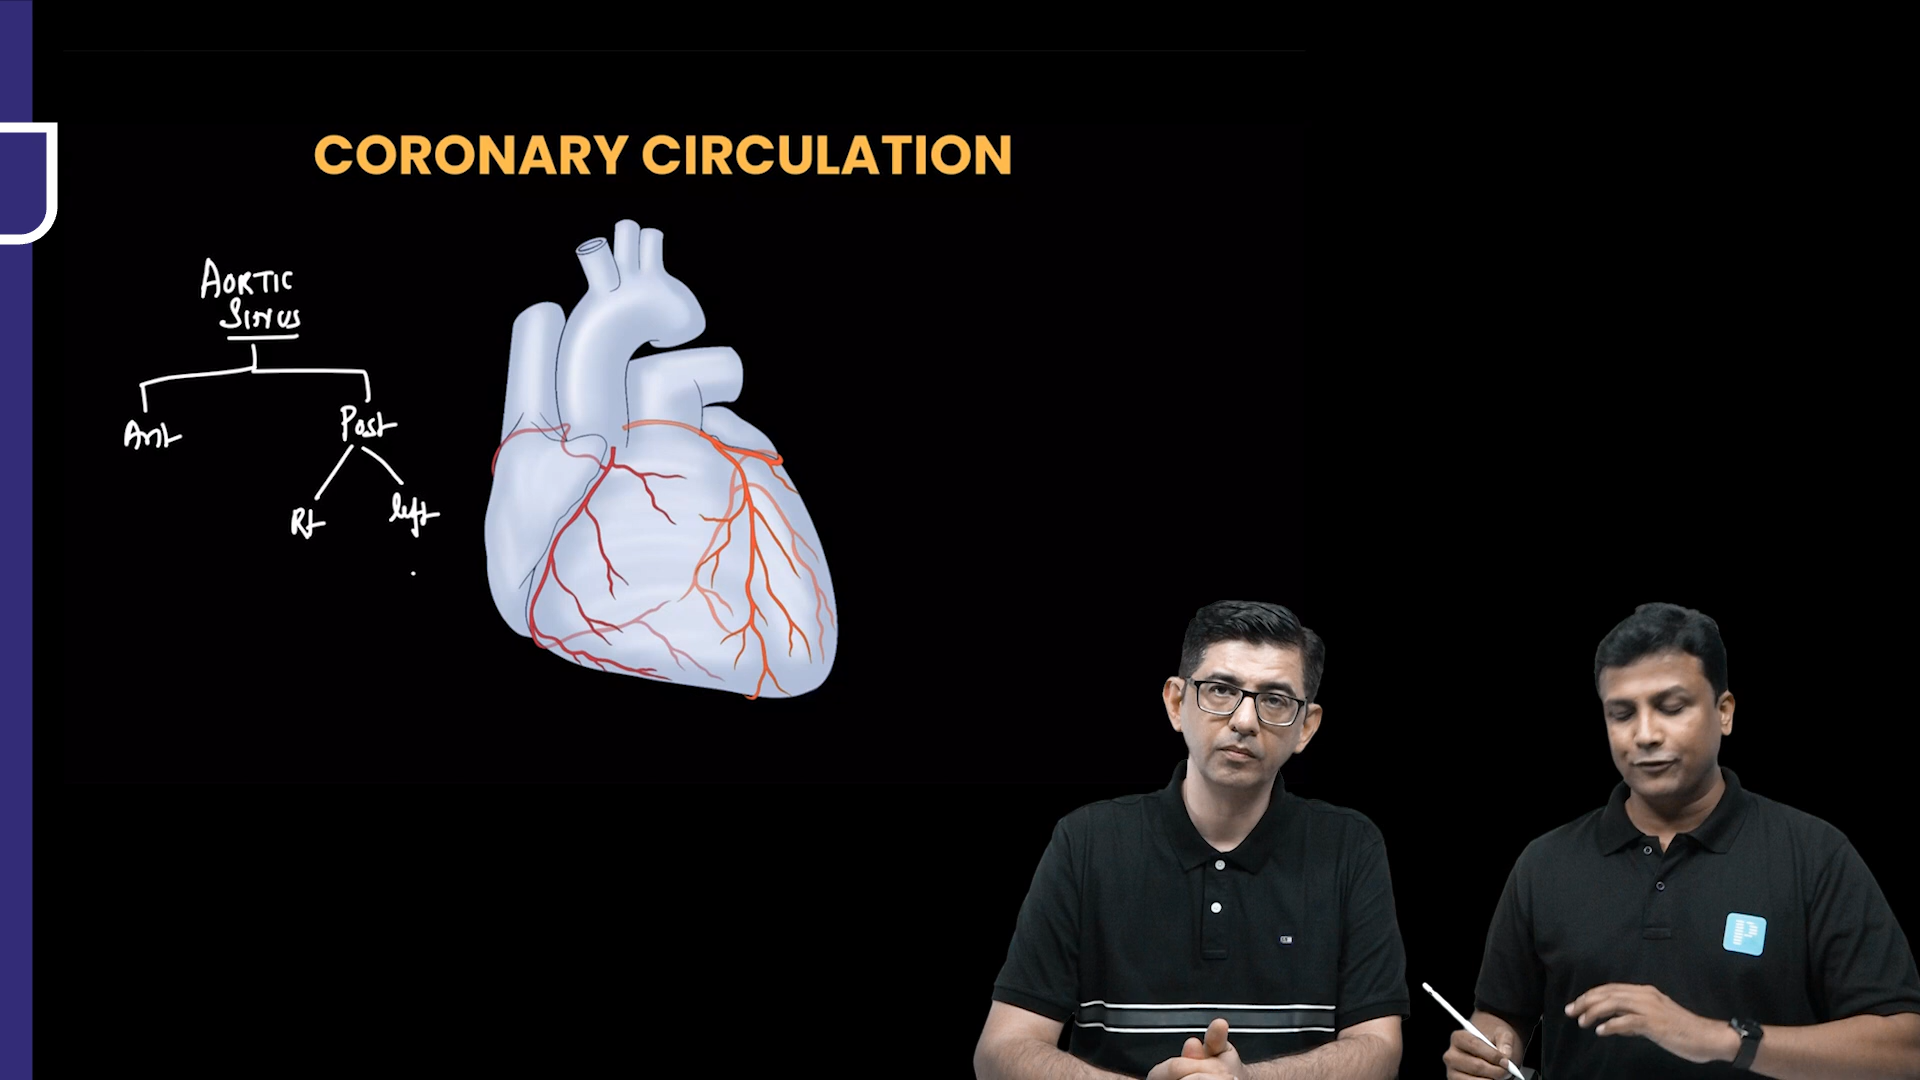 CORONARY CIRCULATION
AORTIC
SINUS
Ant
Post
Rt
left